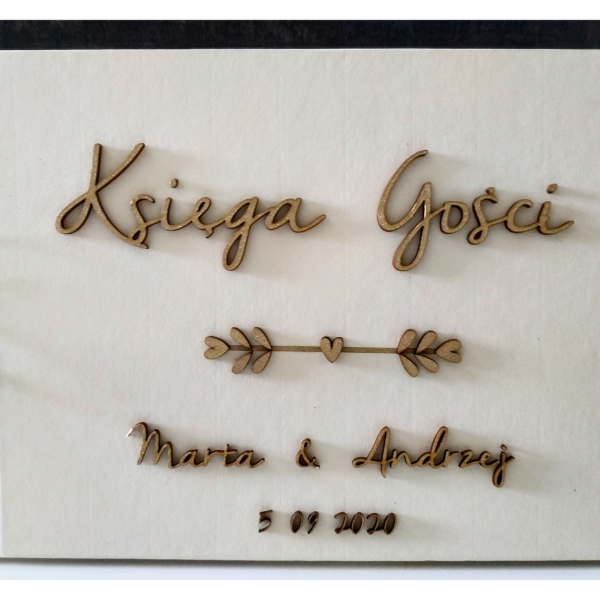 Księga Gości
Marta & Andrzej
5 09 2020